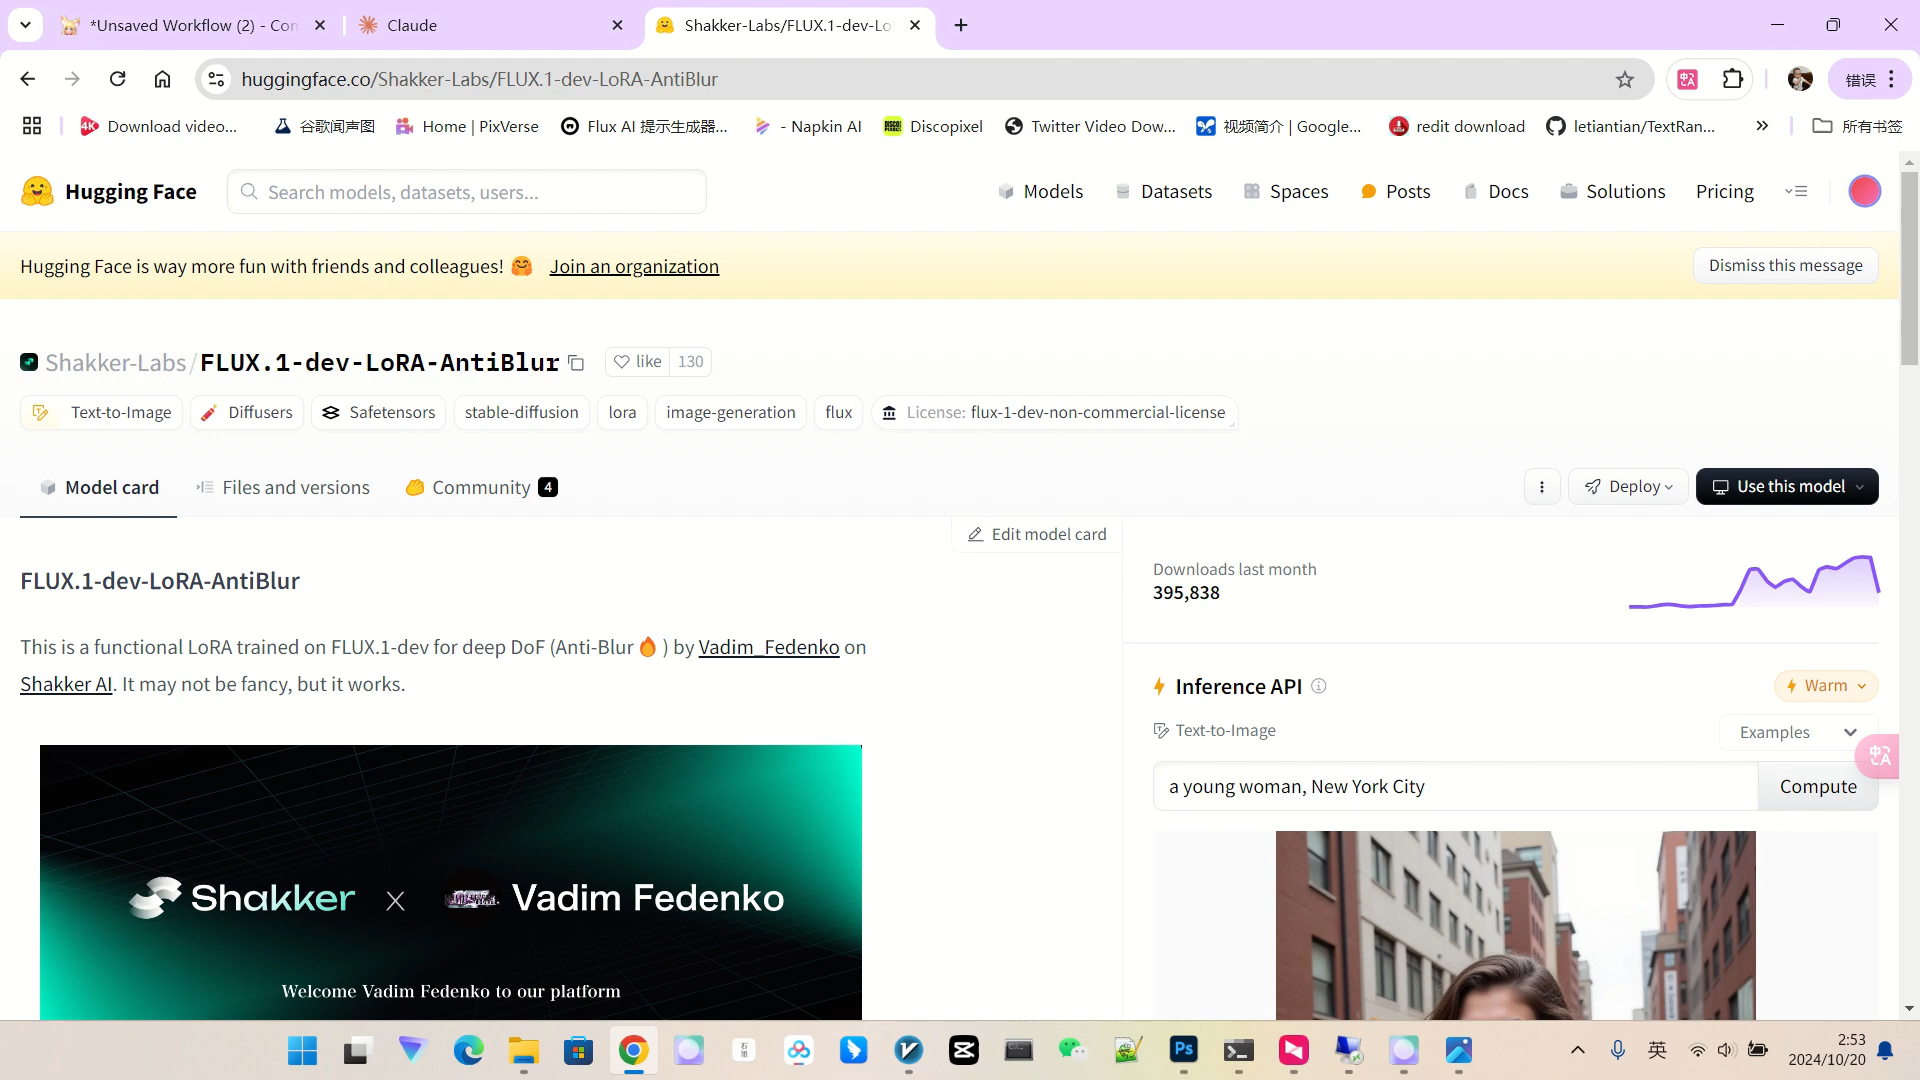 *Unsaved Workflow (2) - Con
Claude
Shakker-Labs/FLUX.1-dev-Lo
huggingface.co/Shakker-Labs/FLUX.1-dev-LoRA-AntiBlur
错误
Download video...
谷歌闻声图
Home | PixVerse
Flux AI 提示生成器...
- Napkin AI
Discopixel
Twitter Video Dow...
视频简介 | Google...
redit download
letiantian/TextRan...
所有书签
Hugging Face
Search models, datasets, users...
Models
Datasets
Spaces
Posts
Docs
Solutions
Pricing
Hugging Face is way more fun with friends and colleagues! 🤗 Join an organization
Dismiss this message
Shakker-Labs/FLUX.1-dev-LoRA-AntiBlur
like 130
Text-to-Image
Diffusers
Safetensors
stable-diffusion
lora
image-generation
flux
License: flux-1-dev-non-commercial-license
Model card
Files and versions
Community 4
Deploy
Use this model
Edit model card
FLUX.1-dev-LoRA-AntiBlur
This is a functional LoRA trained on FLUX.1-dev for deep DoF (Anti-Blur🔥) by Vadim_Fedenko on
Shakker AI. It may not be fancy, but it works.
Shakker X Vadim Fedenko
Welcome Vadim Fedenko to our platform
Downloads last month
395,838
Inference API
Warm
Text-to-Image
Examples
a young woman, New York City
Compute
英
2:53
2024/10/20